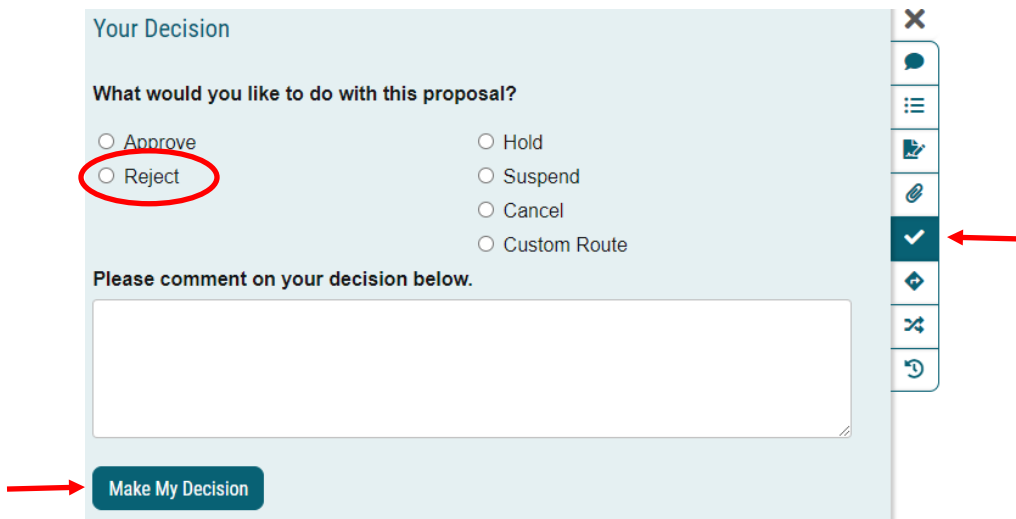 Your Decision
What would you like to do with this proposal?
Approve
Reject
Hold
Suspend
Cancel
Custom Route
Please comment on your decision below.
Make My Decision